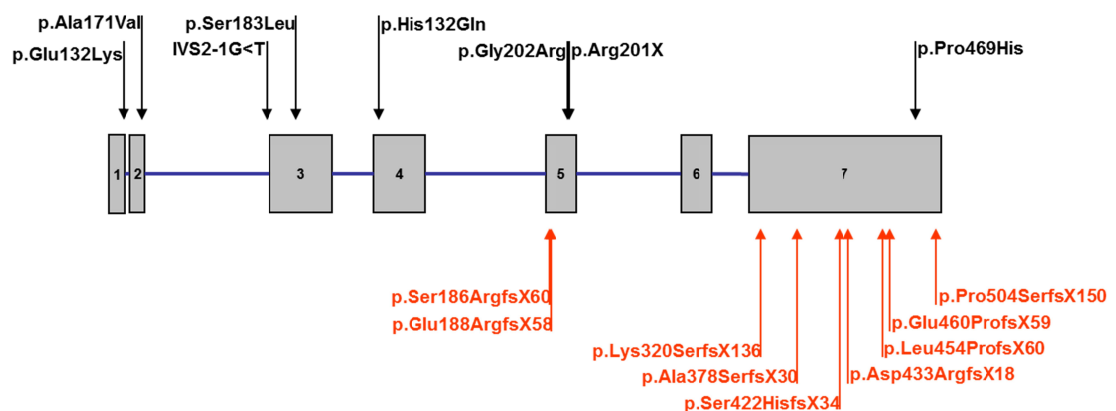 p.Ala171Val
p.Glu132Lys
p.Ser183Leu
IVS2-1G<T
p.His132Gln
p.Gly202Arg
p.Arg201X
p.Pro469His
1 2 3 4 5 6 7
p.Ser186ArgfsX60
p.Glu188ArgfsX58
p.Lys320SerfsX136
p.Ala378SerfsX30
p.Ser422HisfsX34
p.Pro504SerfsX150
p.Glu460ProfsX59
p.Leu454ProfsX60
p.Asp433ArgfsX18